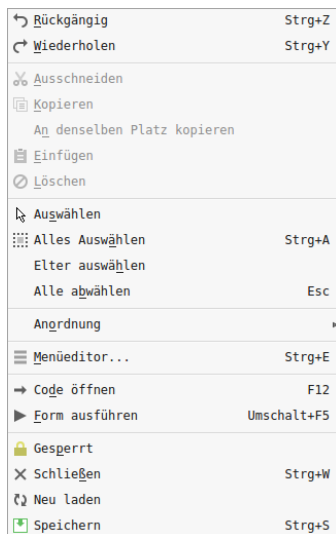 Rückgängig Strg+Z
Wiederholen Strg+Y
Ausschneiden
Kopieren
An denselben Platz kopieren
Einfügen
Löschen
Auswählen
Alles Auswählen Strg+A
Elter auswählen
Alle abwählen Esc
Anordnung
Menüeditor... Strg+E
Code öffnen F12
Form ausführen Umschalt+F5
Gesperrt
Schließen Strg+W
Neu laden
Speichern Strg+S